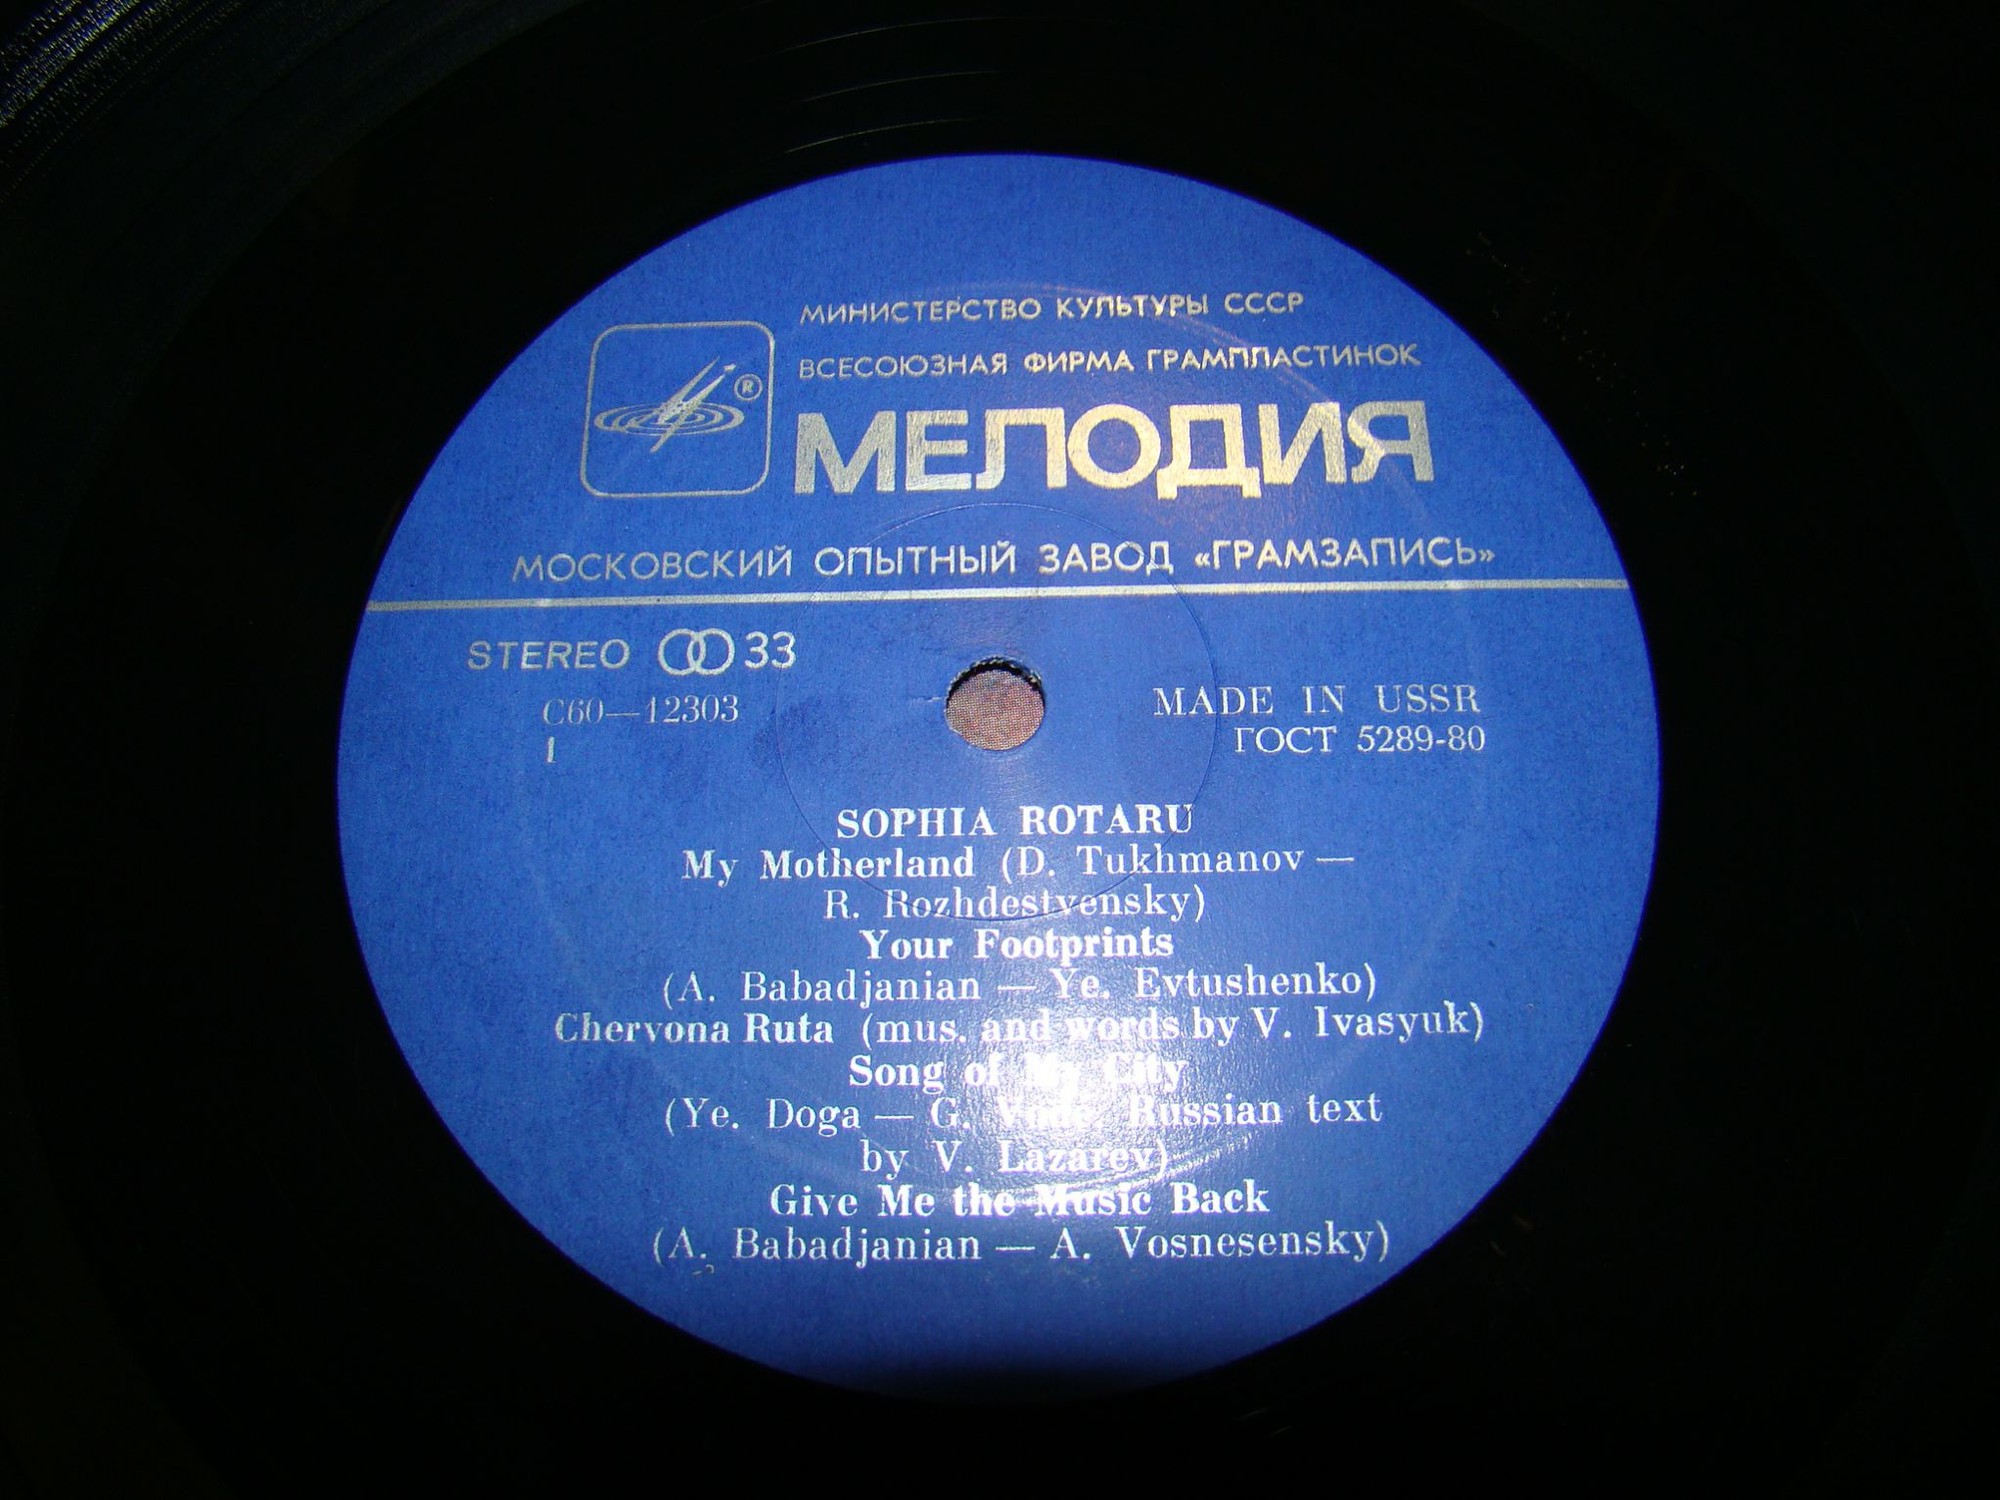 МИНИСТЕРСТВО КУЛЬТУРЫ СССР
ВСЕСОЮЗНАЯ ФИРМА ГРАМПЛАСТИНОК
®
МЕЛОДИЯ
МОСКОВСКИЙ ОПЫТНЫЙ ЗАВОД «ГРАМЗАПИСЬ»
STEREO 33
С60—12303
1
MADE IN USSR
ГОСТ 5289-80
SOPHIA ROTARU
My Motherland (D. Tukhmanov —
R. Rozhdestvensky)
Your Footprints
(A. Babadjanian — Ye. Evtushenko)
Chervona Ruta (mus. and words by V. Ivasyuk)
Song of My City
(Ye. Doga — G. Russian text
by V. Lazarev)
Give Me the Music Back
(A. Babadjanian — A. Vosnesensky)